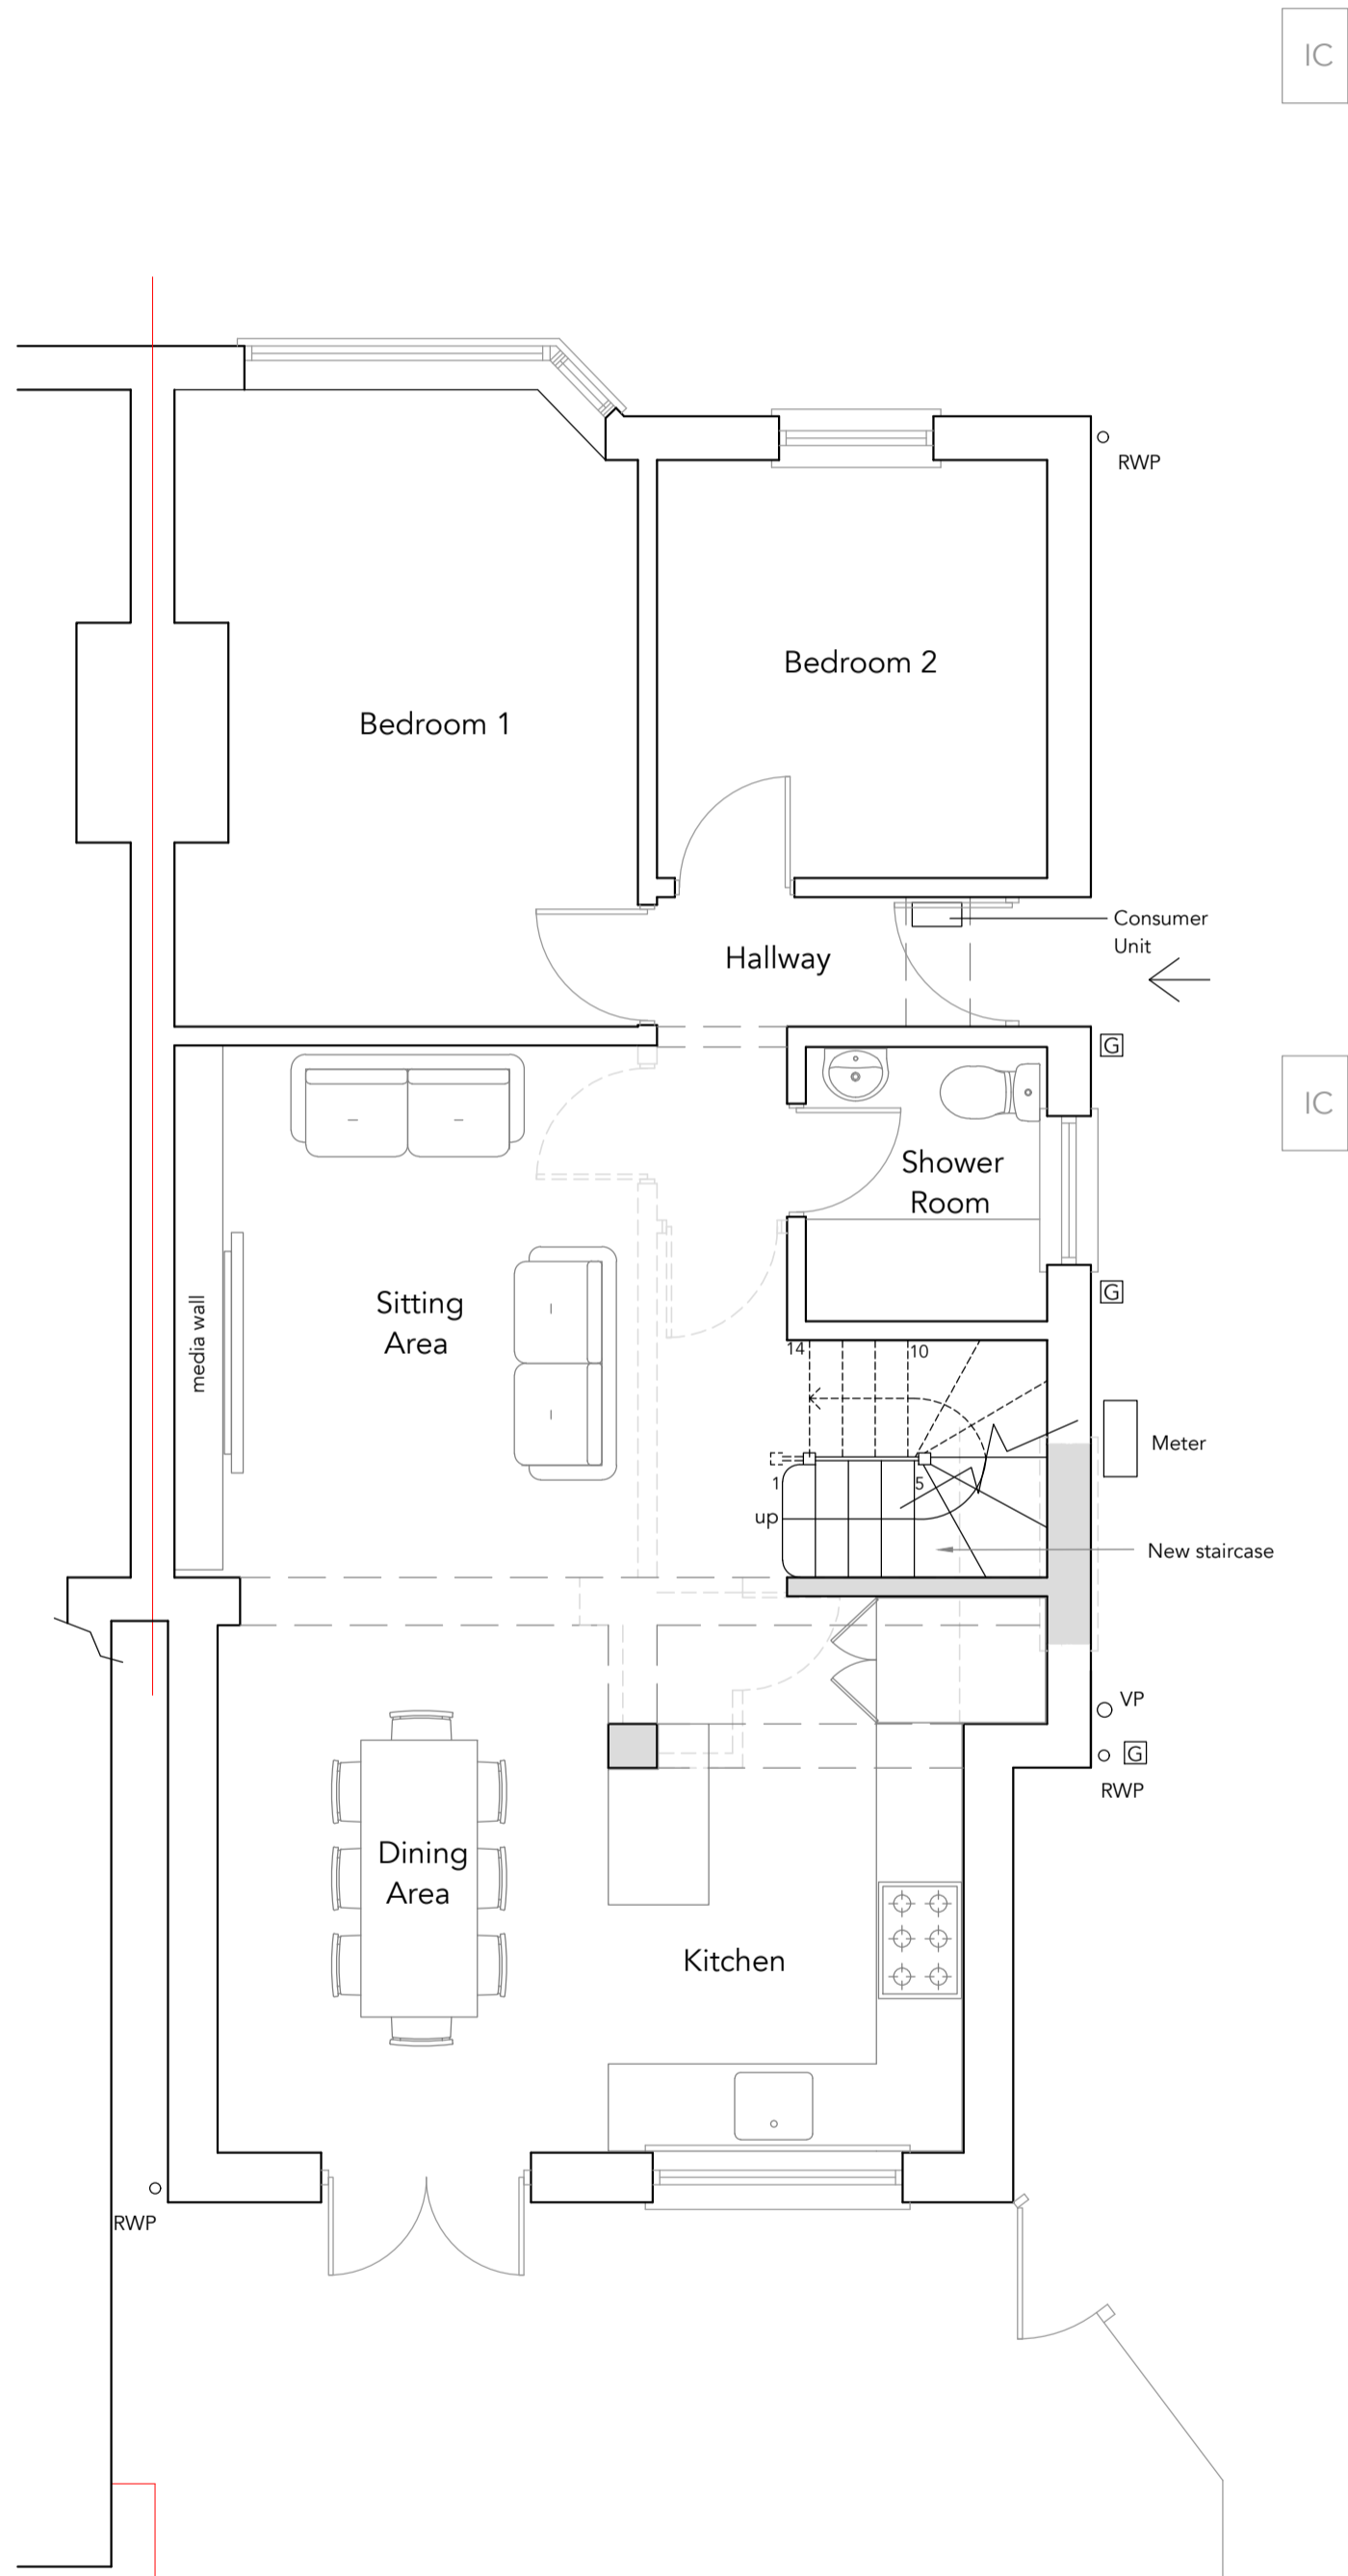 IC
RWP
Bedroom 2
Bedroom 1
Consumer
Unit
Hallway
G
IC
Shower
Room
G
Sitting
Area
media wall
14
10
Meter
1
5
up
New staircase
VP
G
RWP
Dining
Area
Kitchen
RWP